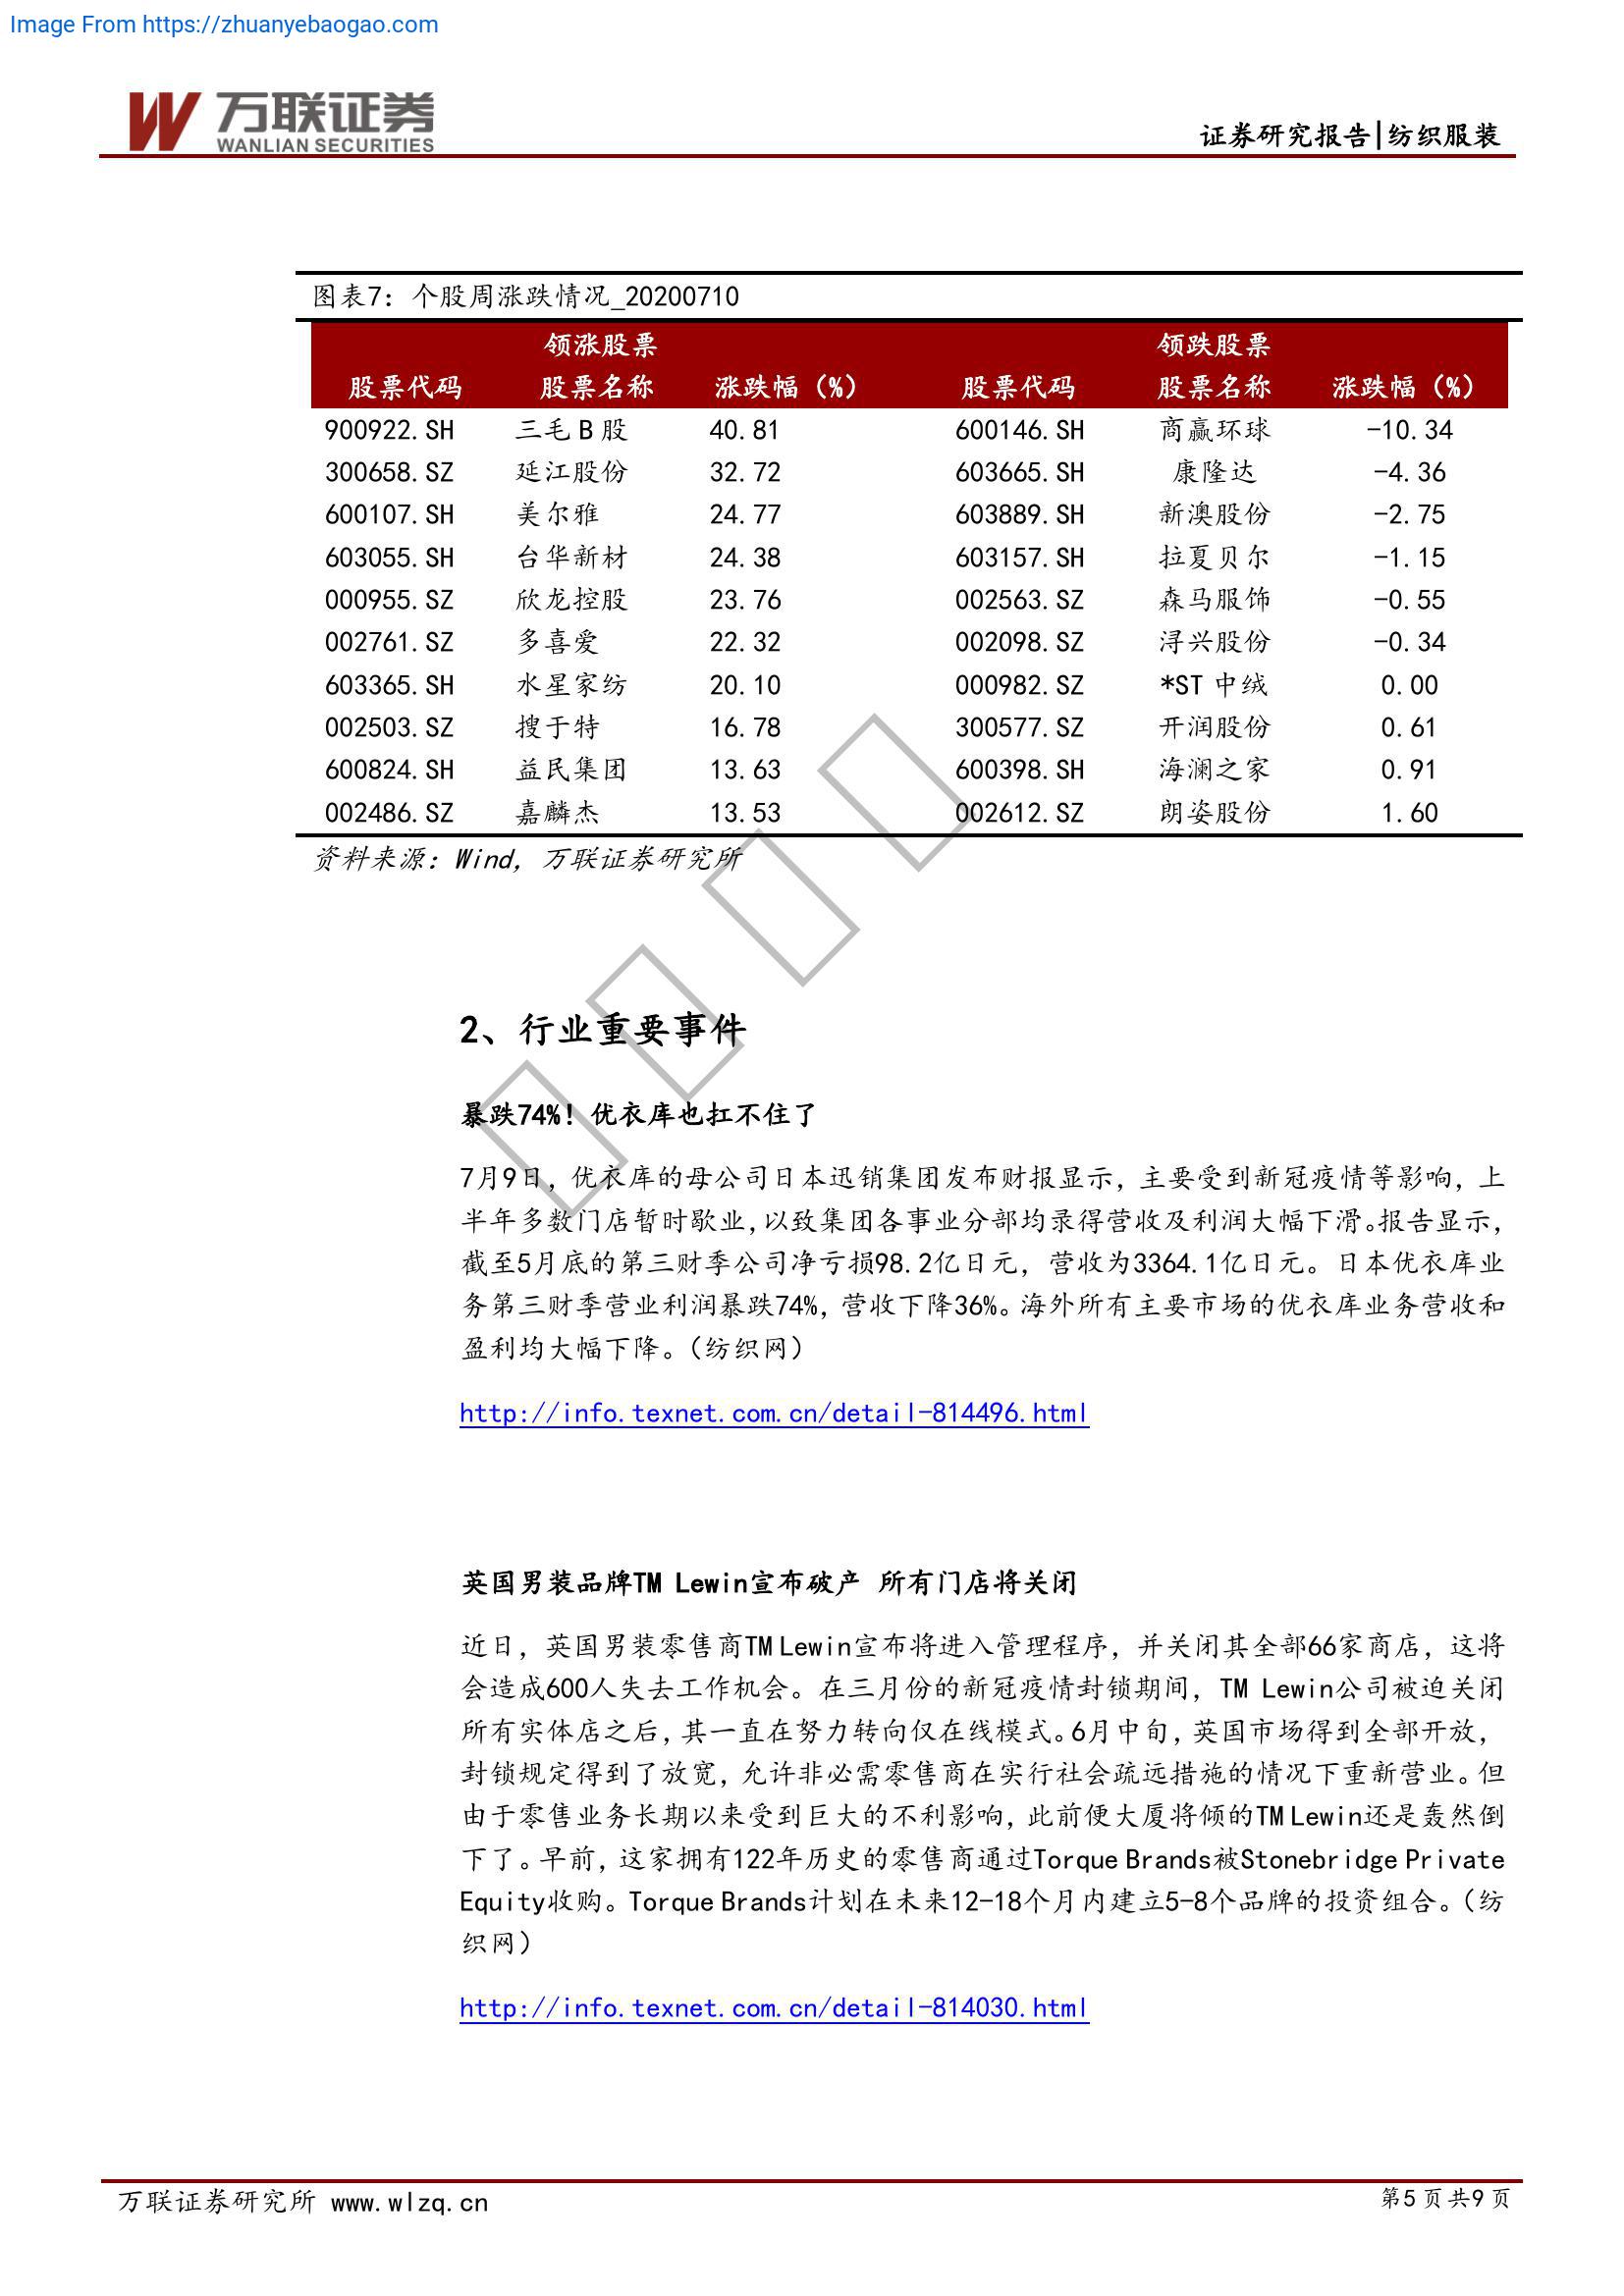 Image From https://zhuanyebaogao.com
万联证券
WANLIAN SECURITIES
证券研究报告|纺织服装
图表7：个股周涨跌情况_20200710
领涨股票 领跌股票
股票代码 股票名称 涨跌幅（%） 股票代码 股票名称 涨跌幅（%）
900922.SH 三毛B股 40.81 600146.SH 商赢环球 -10.34
300658.SZ 延江股份 32.72 603665.SH 康隆达 -4.36
600107.SH 美尔雅 24.77 603889.SH 新澳股份 -2.75
603055.SH 台华新材 24.38 603157.SH 拉夏贝尔 -1.15
000955.SZ 欣龙控股 23.76 002563.SZ 森马服饰 -0.55
002761.SZ 多喜爱 22.32 002098.SZ 浔兴股份 -0.34
603365.SH 水星家纺 20.10 000982.SZ *ST中绒 0.00
002503.SZ 搜于特 16.78 300577.SZ 开润股份 0.61
600824.SH 益民集团 13.63 600398.SH 海澜之家 0.91
002486.SZ 嘉麟杰 13.53 002612.SZ 朗姿股份 1.60
资料来源：Wind，万联证券研究所
2、行业重要事件
暴跌74%！优衣库也扛不住了
7月9日，优衣库的母公司日本迅销集团发布财报显示，主要受到新冠疫情等影响，上
半年多数门店暂时歇业，以致集团各事业分部均录得营收及利润大幅下滑。报告显示，
截至5月底的第三财季公司净亏损98.2亿日元，营收为3364.1亿日元。日本优衣库业
务第三财季营业利润暴跌74%，营收下降36%。海外所有主要市场的优衣库业务营收和
盈利均大幅下降。（纺织网）
http://info.texnet.com.cn/detail-814496.html
英国男装品牌TM Lewin宣布破产 所有门店将关闭
近日，英国男装零售商TM Lewin宣布将进入管理程序，并关闭其全部66家商店，这将
会造成600人失去工作机会。在三月份的新冠疫情封锁期间，TM Lewin公司被迫关闭
所有实体店之后，其一直在努力转向仅在线模式。6月中旬，英国市场得到全部开放，
封锁规定得到了放宽，允许非必需零售商在实行社会疏远措施的情况下重新营业。但
由于零售业务长期以来受到巨大的不利影响，此前便大厦将倾的TM Lewin还是轰然倒
下了。早前，这家拥有122年历史的零售商通过Torque Brands被Stonebridge Private
Equity收购。Torque Brands计划在未来12-18个月内建立5-8个品牌的投资组合。（纺
织网）
http://info.texnet.com.cn/detail-814030.html
万联证券研究所 www.wlzq.cn
第5页共9页